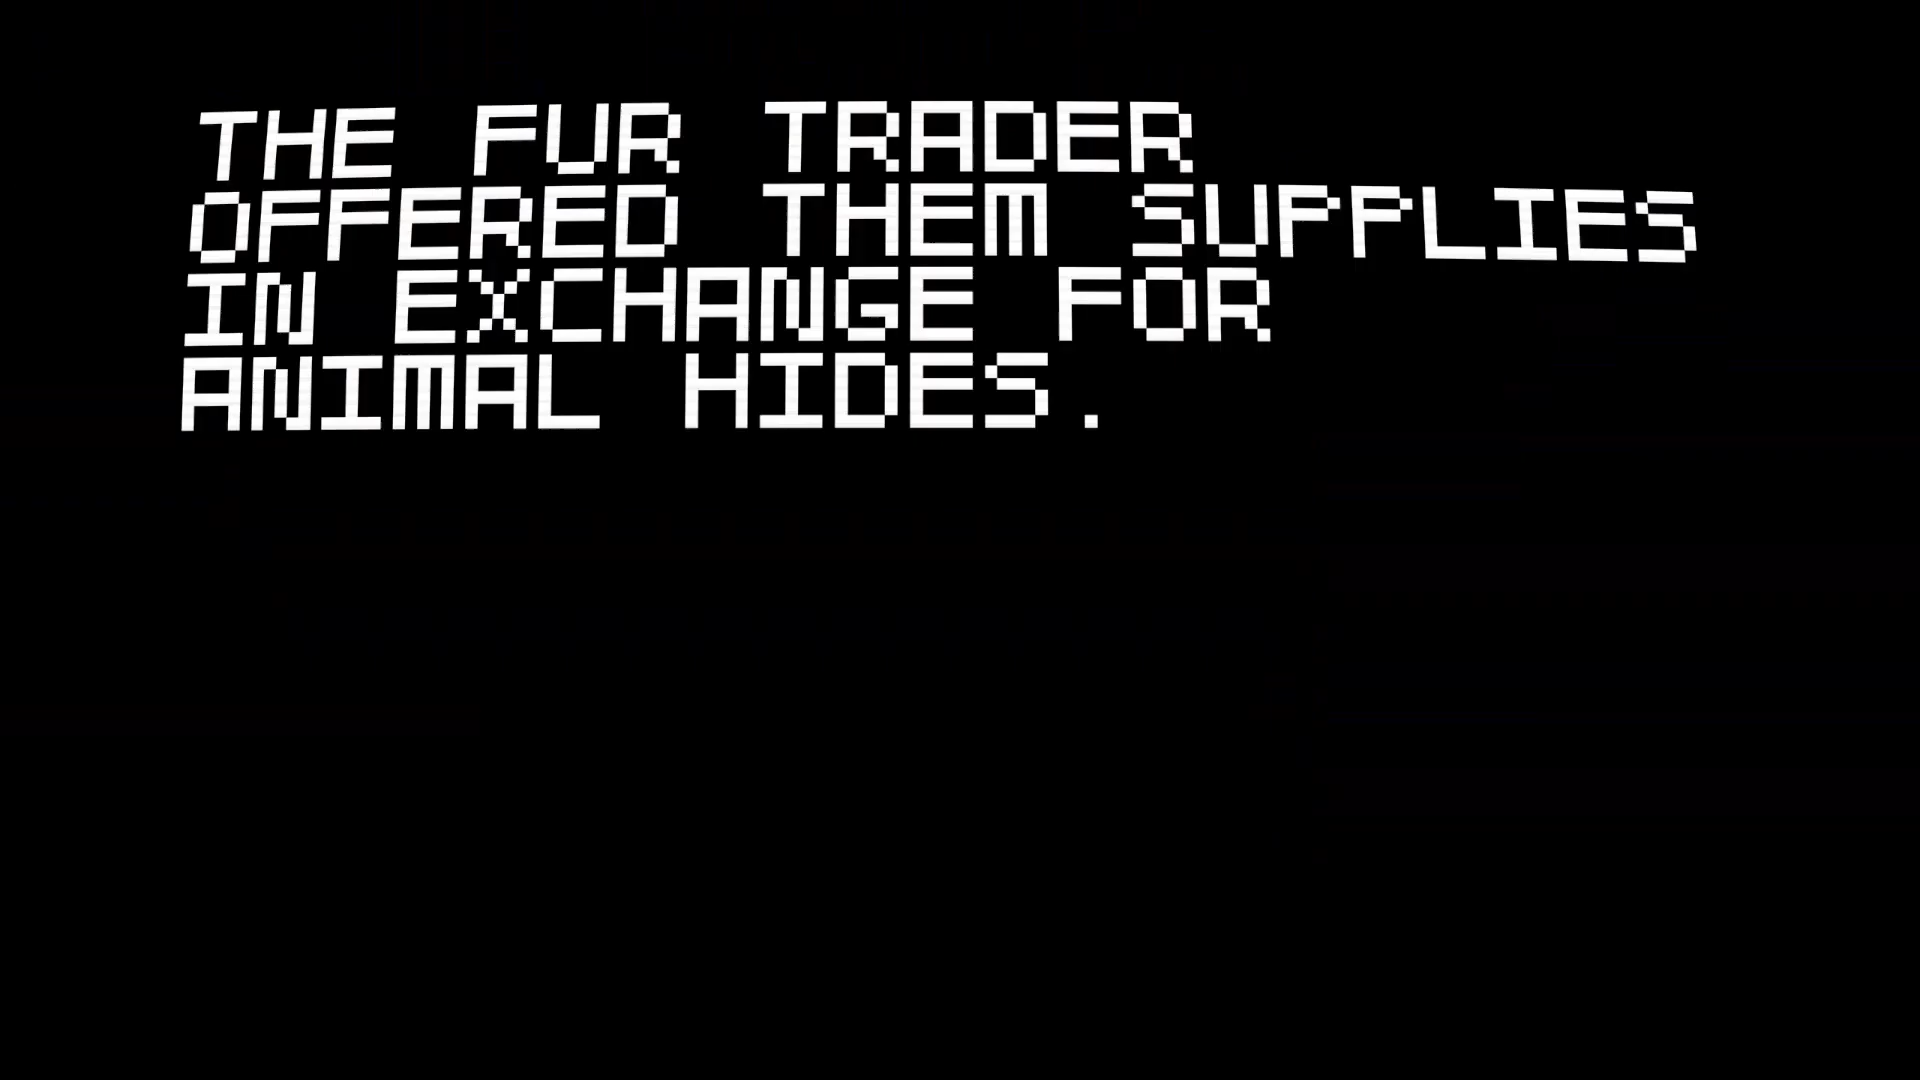 THE FUR TRADER
OFFERED THEM SUPPLIES
IN EXCHANGE FOR
ANIMAL HIDES.